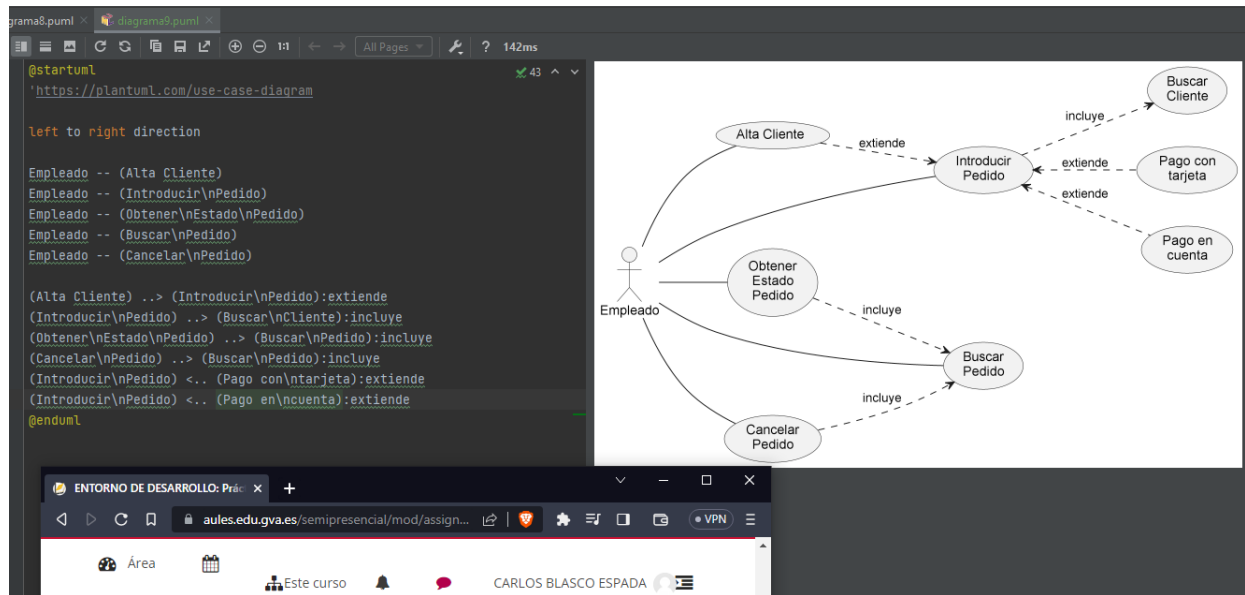 grama8.puml
diagrama9.puml
1:1
All Pages
?
142ms
@startuml
43
'https://plantuml.com/use-case-diagram
left to right direction
Empleado -- (Alta Cliente)
Empleado -- (Introducir\nPedido)
Empleado -- (Obtener\nEstado\nPedido)
Empleado -- (Buscar\nPedido)
Empleado -- (Cancelar\nPedido)
(Alta Cliente) ..> (Introducir\nPedido):extiende
(Introducir\nPedido) ..> (Buscar\nCliente):incluye
(Obtener\nEstado\nPedido) ..> (Buscar\nPedido):incluye
(Cancelar\nPedido) ..> (Buscar\nPedido):incluye
(Introducir\nPedido) <.. (Pago con\ntarjeta):extiende
(Introducir\nPedido) <.. (Pago en\ncuenta):extiende
@enduml
Buscar
Cliente
incluye
Alta Cliente
extiende
Introducir
Pedido
extiende
Pago con
tarjeta
extiende
Pago en
cuenta
Obtener
Estado
Pedido
Empleado
incluye
Buscar
Pedido
incluye
Cancelar
Pedido
ENTORNO DE DESARROLLO: Prác
aules.edu.gva.es/semipresencial/mod/assign...
VPN
Área
Este curso
CARLOS BLASCO ESPADA